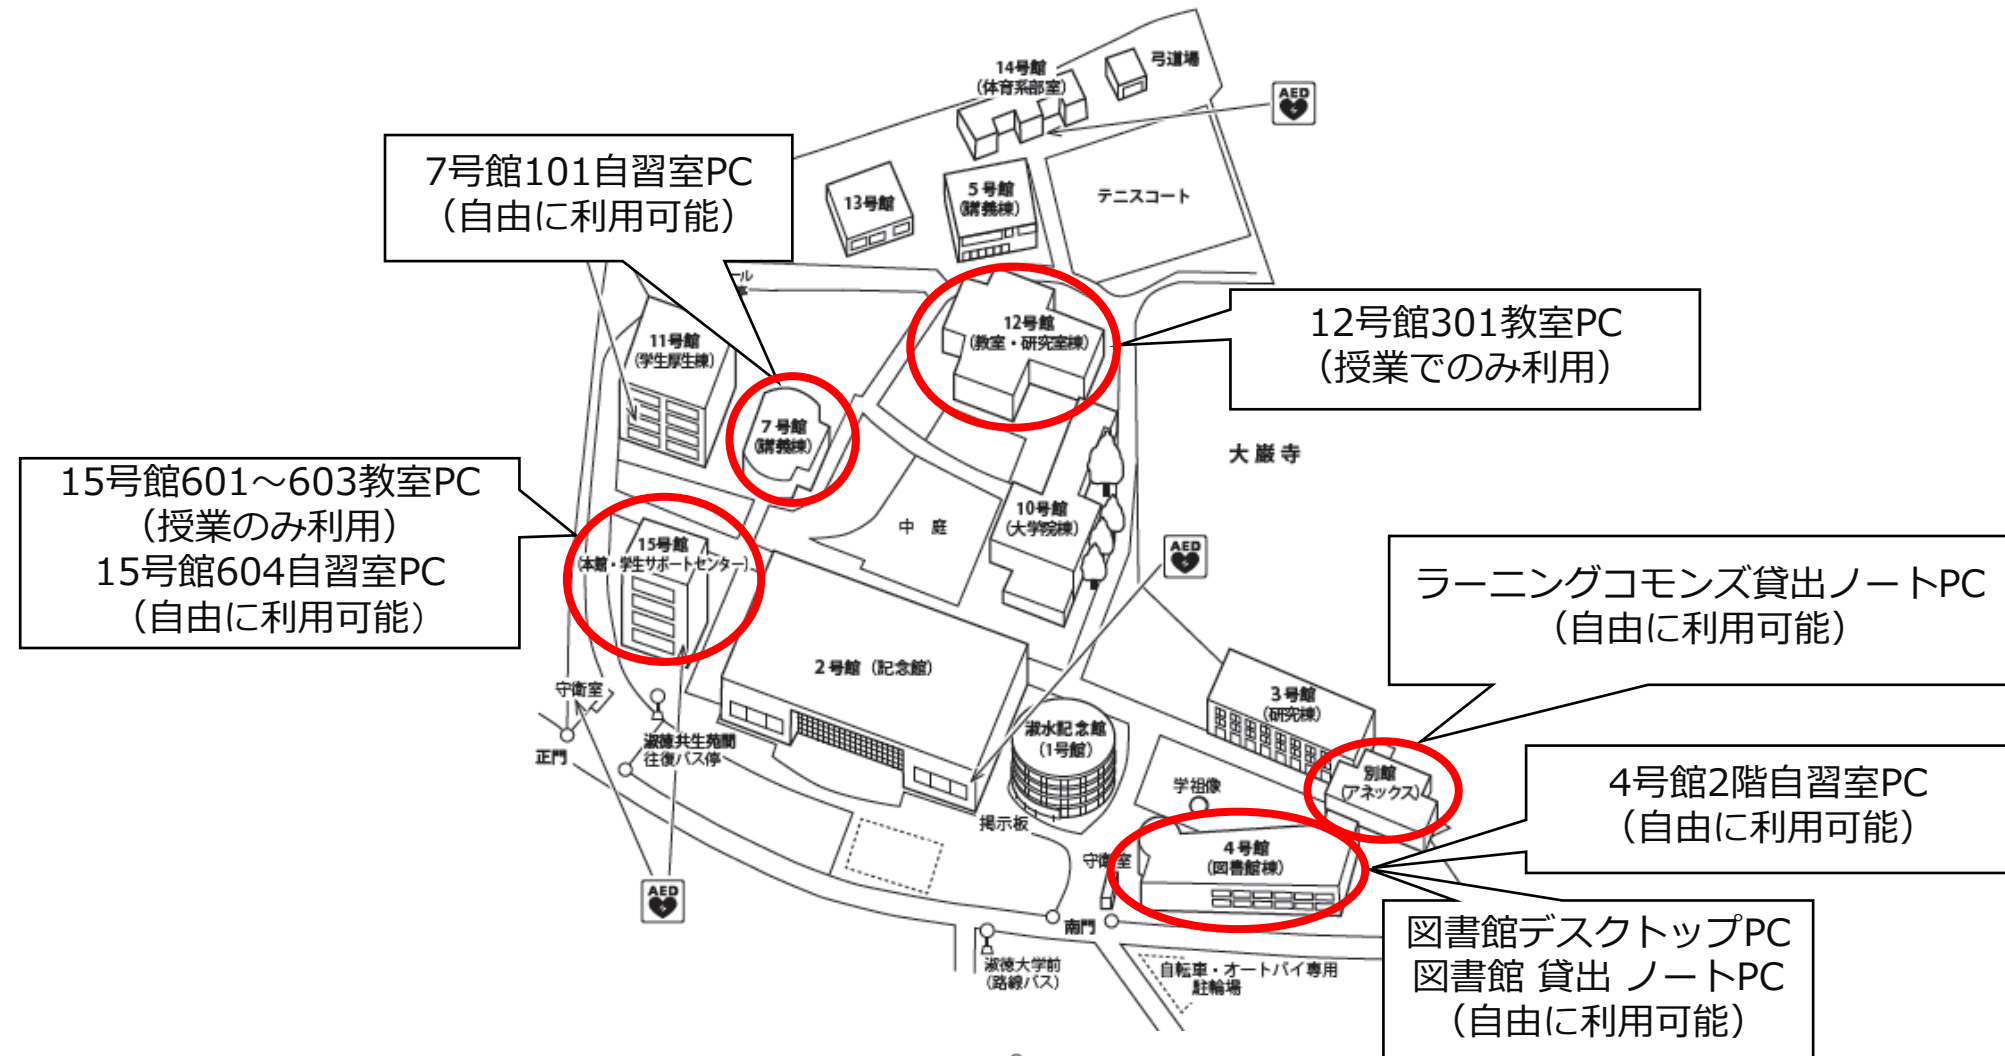 14号館
(体育系部室)
弓道場
AED
7号館101自習室PC
(自由に利用可能)
13号館
5号館
(講義棟)
テニスコート
ール
12号館
(教室・研究室棟)
12号館301教室PC
(授業でのみ利用)
11号館
(学生厚生棟)
7号館
(講義棟)
大巌寺
15号館601～603教室PC
(授業のみ利用)
15号館604自習室PC
(自由に利用可能)
15号館
(本館・学生サポートセンター)
中庭
10号館
(大学院棟)
AED
ラーニングコモンズ貸出ノートPC
(自由に利用可能)
2号館（記念館）
3号館
(研究棟)
守衛室
正門
淑徳共生苑間
往復バス停
淑水記念館
(1号館)
学祖像
別館
(アネックス)
4号館2階自習室PC
(自由に利用可能)
掲示板
守衛室
4号館
(図書館棟)
AED
南門
図書館デスクトップPC
図書館 貸出 ノートPC
(自由に利用可能)
淑徳大学前
(路線バス)
自転車・オートバイ専用
駐輪場